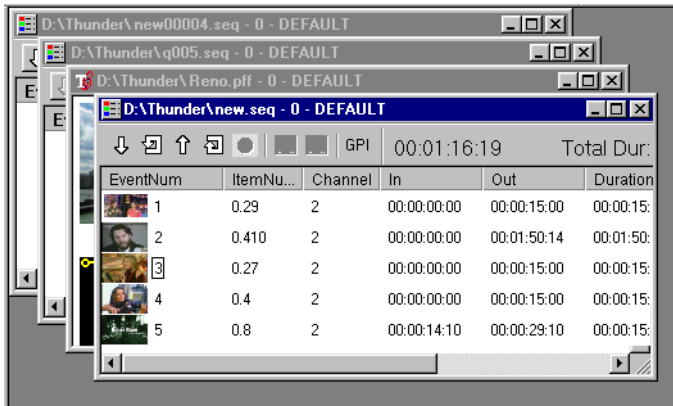 D:\Thunder\new00004.seq - 0 - DEFAULT
D:\Thunder\q005.seq - 0 - DEFAULT
D:\Thunder\Reno.pff - 0 - DEFAULT
D:\Thunder\new.seq - 0 - DEFAULT
GPI 00:01:16:19 Total Dur:
EventNum ItemNu... Channel In Out Duration
1 0.29 2 00:00:00:00 00:00:15:00 00:00:15:
2 0.410 2 00:00:00:00 00:01:50:14 00:01:50:
3 0.27 2 00:00:00:00 00:00:15:00 00:00:15:
4 0.4 2 00:00:00:00 00:00:15:00 00:00:15:
5 0.8 2 00:00:14:10 00:00:29:10 00:00:15: